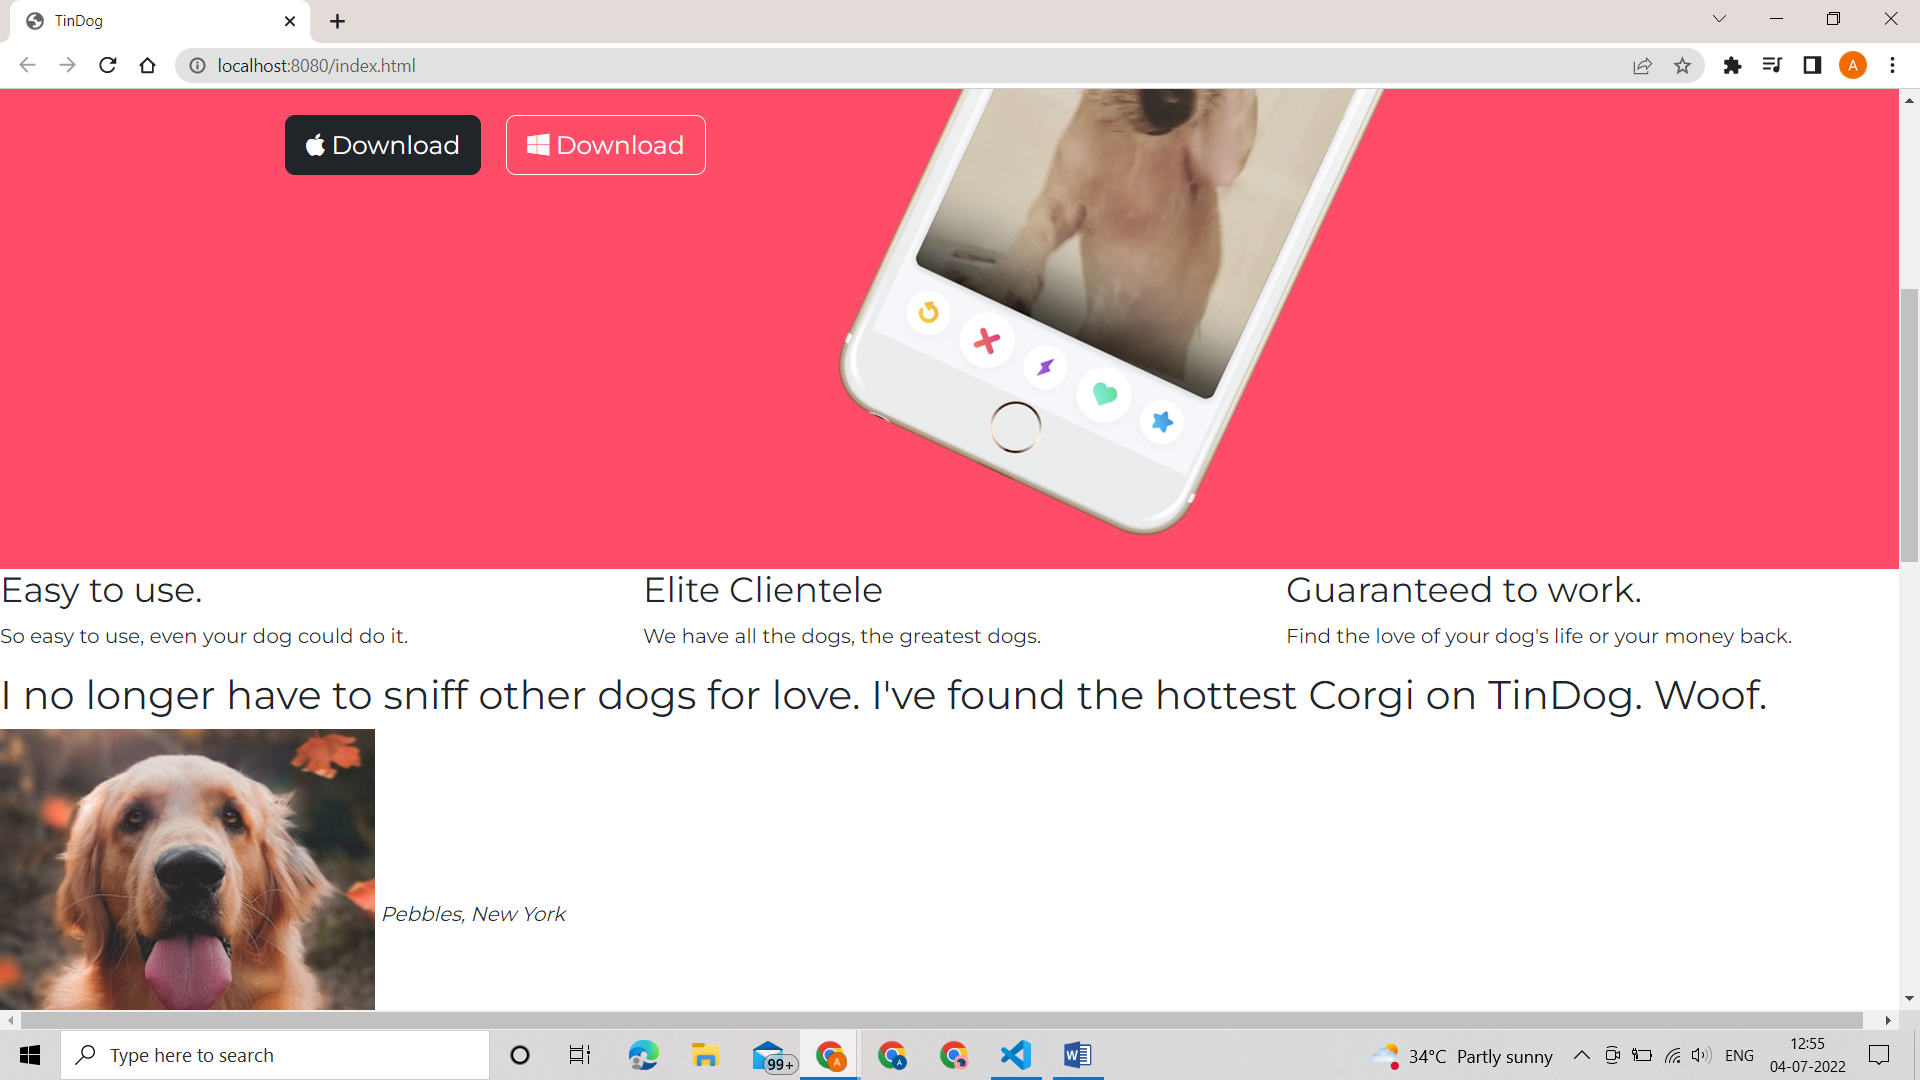 TinDog
localhost:8080/index.html
A
Download Download
Easy to use. Elite Clientele Guaranteed to work.
So easy to use, even your dog could do it. We have all the dogs, the greatest dogs. Find the love of your dog's life or your money back.
I no longer have to sniff other dogs for love. I've found the hottest Corgi on TinDog. Woof.
Pebbles, New York
Type here to search 99+ A A W 34°C Partly sunny ENG 12:55
04-07-2022